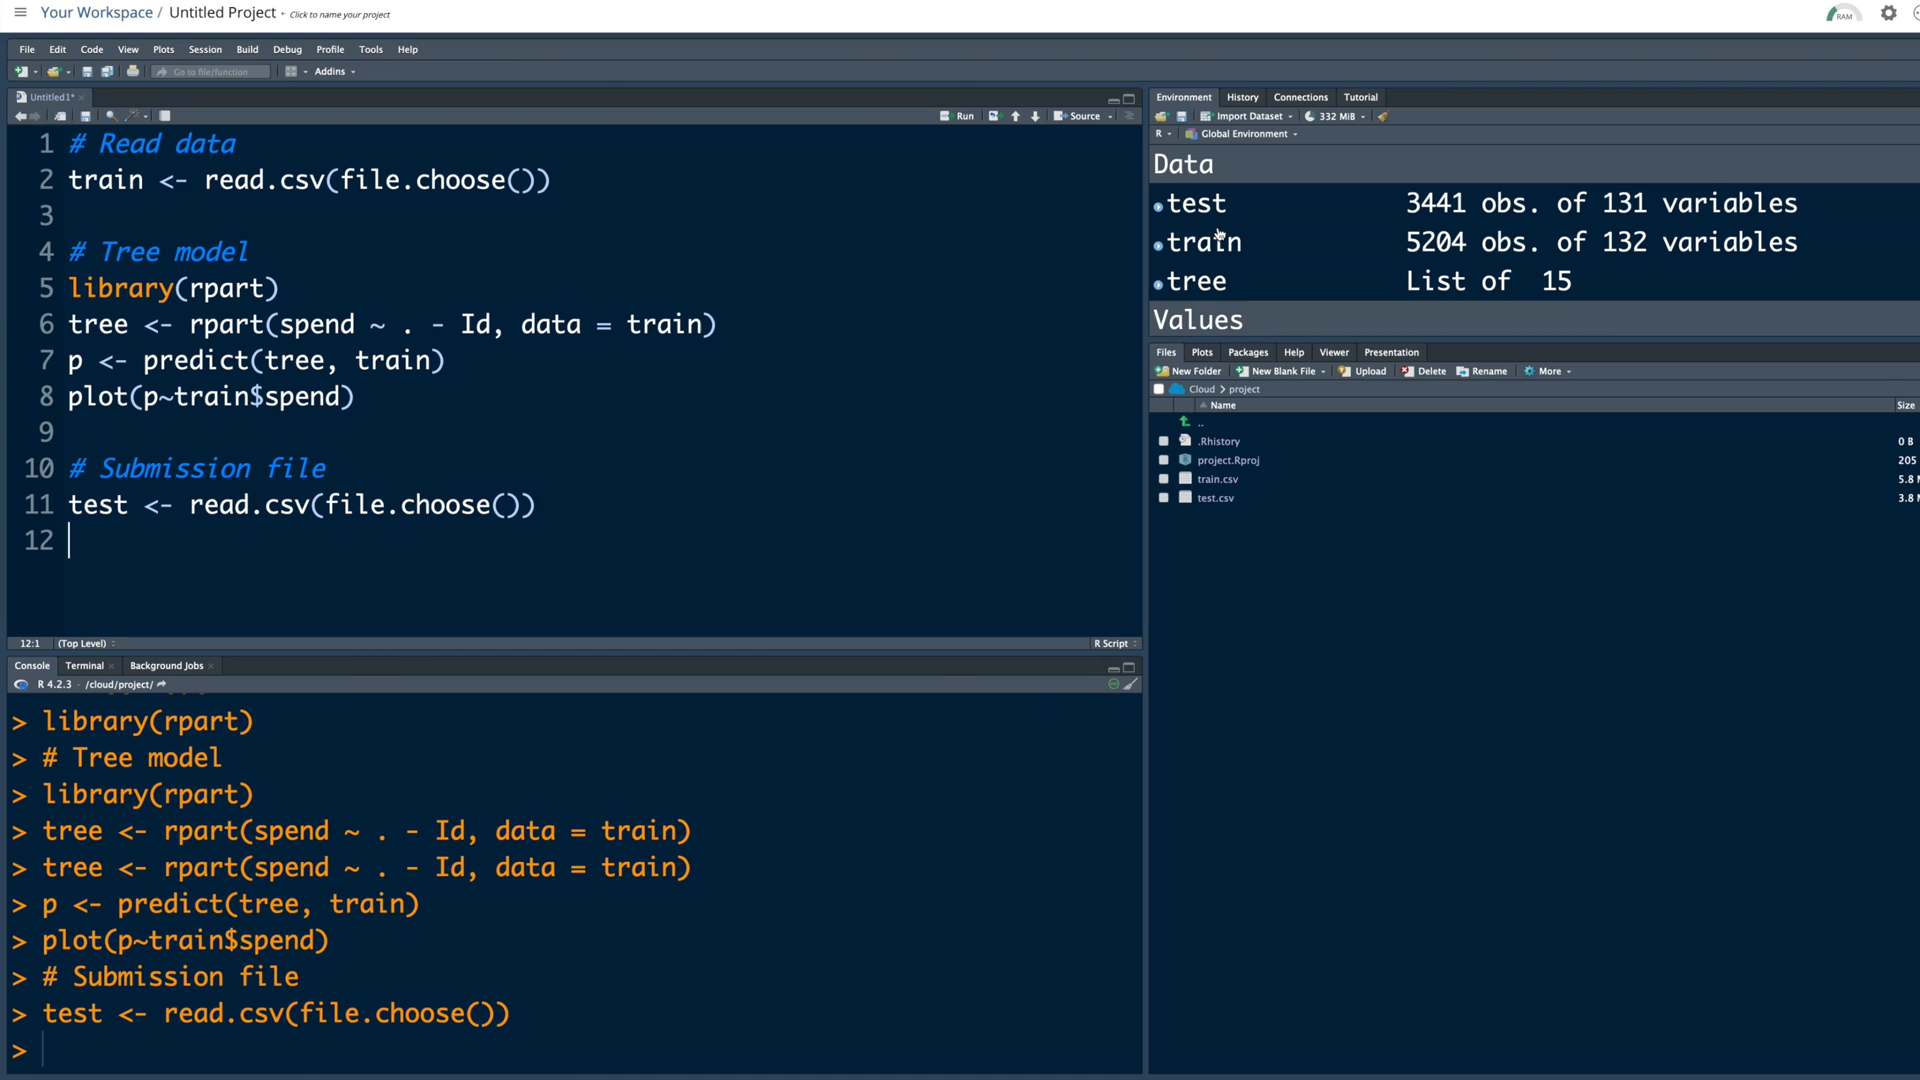 Your Workspace / Untitled Project - Click to name your project
RAM
File Edit Code View Plots Session Build Debug Profile Tools Help
Go to file/function Addins
Untitled1*
Run Source
1 # Read data
2 train <- read.csv(file.choose())
3
4 # Tree model
5 library(rpart)
6 tree <- rpart(spend ~ . - Id, data = train)
7 p <- predict(tree, train)
8 plot(p~train$spend)
9
10 # Submission file
11 test <- read.csv(file.choose())
12
12:1 (Top Level) R Script
Console Terminal Background Jobs
R 4.2.3 · /cloud/project/
> library(rpart)
> # Tree model
> library(rpart)
> tree <- rpart(spend ~ . - Id, data = train)
> tree <- rpart(spend ~ . - Id, data = train)
> p <- predict(tree, train)
> plot(p~train$spend)
> # Submission file
> test <- read.csv(file.choose())
>
Environment History Connections Tutorial
Import Dataset 332 MiB
R Global Environment
Data
test 3441 obs. of 131 variables
train 5204 obs. of 132 variables
tree List of 15
Values
Files Plots Packages Help Viewer Presentation
New Folder New Blank File Upload Delete Rename More
Cloud > project
Name Size
..
.Rhistory 0 B
project.Rproj 205
train.csv 5.8 M
test.csv 3.8 M